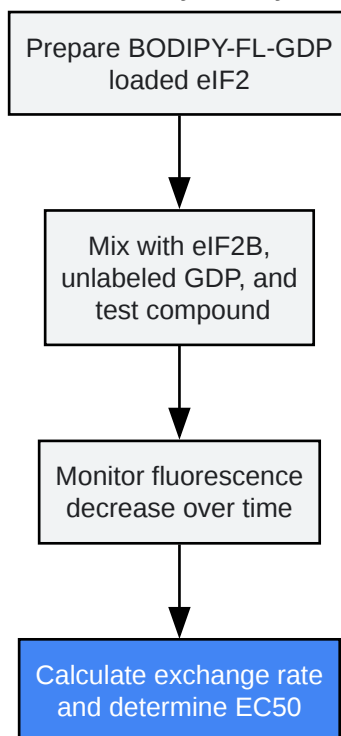 Prepare BODIPY-FL-GDP
loaded eIF2
Mix with eIF2B,
unlabeled GDP, and
test compound
Monitor fluorescence
decrease over time
Calculate exchange rate
and determine EC50